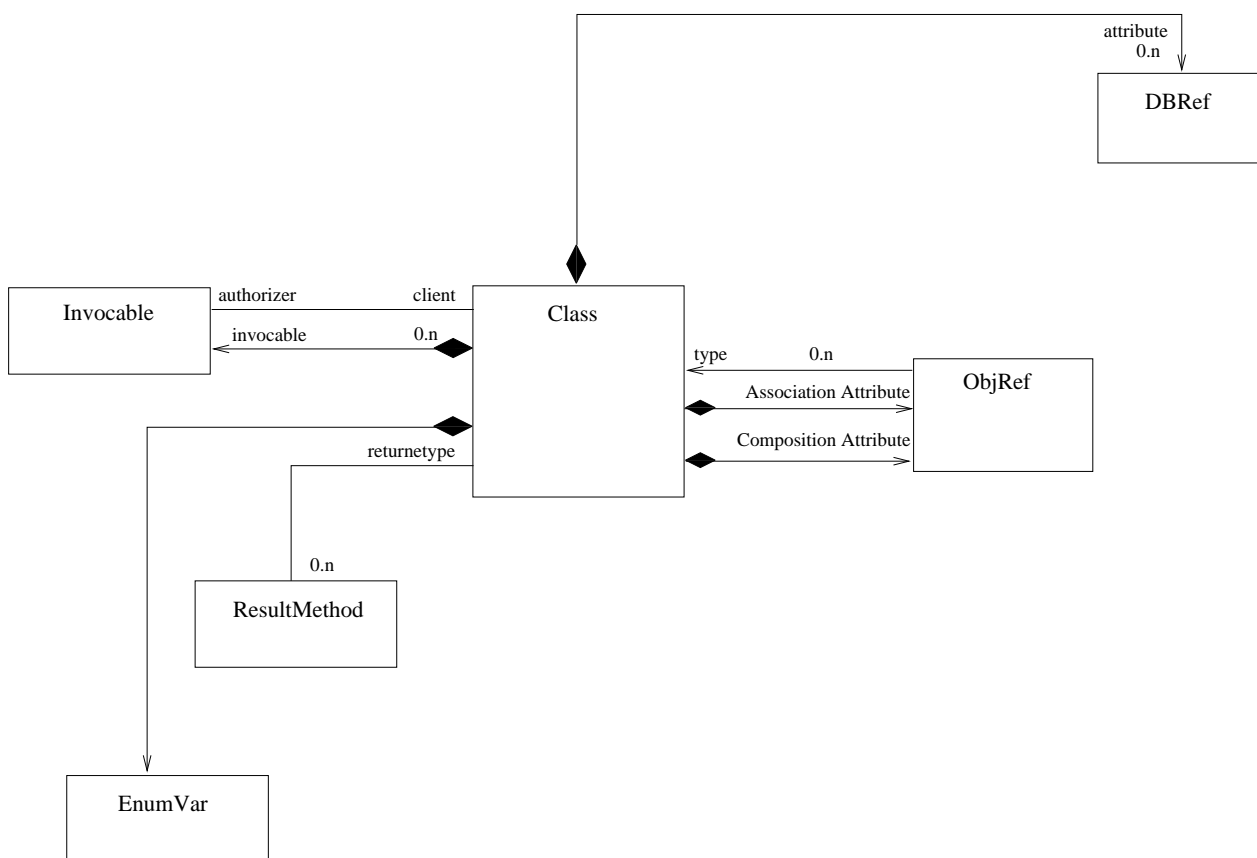 attribute
0.n
DBRef
authorizer
client
Invocable
Class
invocable
0.n
type
0.n
ObjRef
Association Attribute
Composition Attribute
returnetype
0.n
ResultMethod
EnumVar